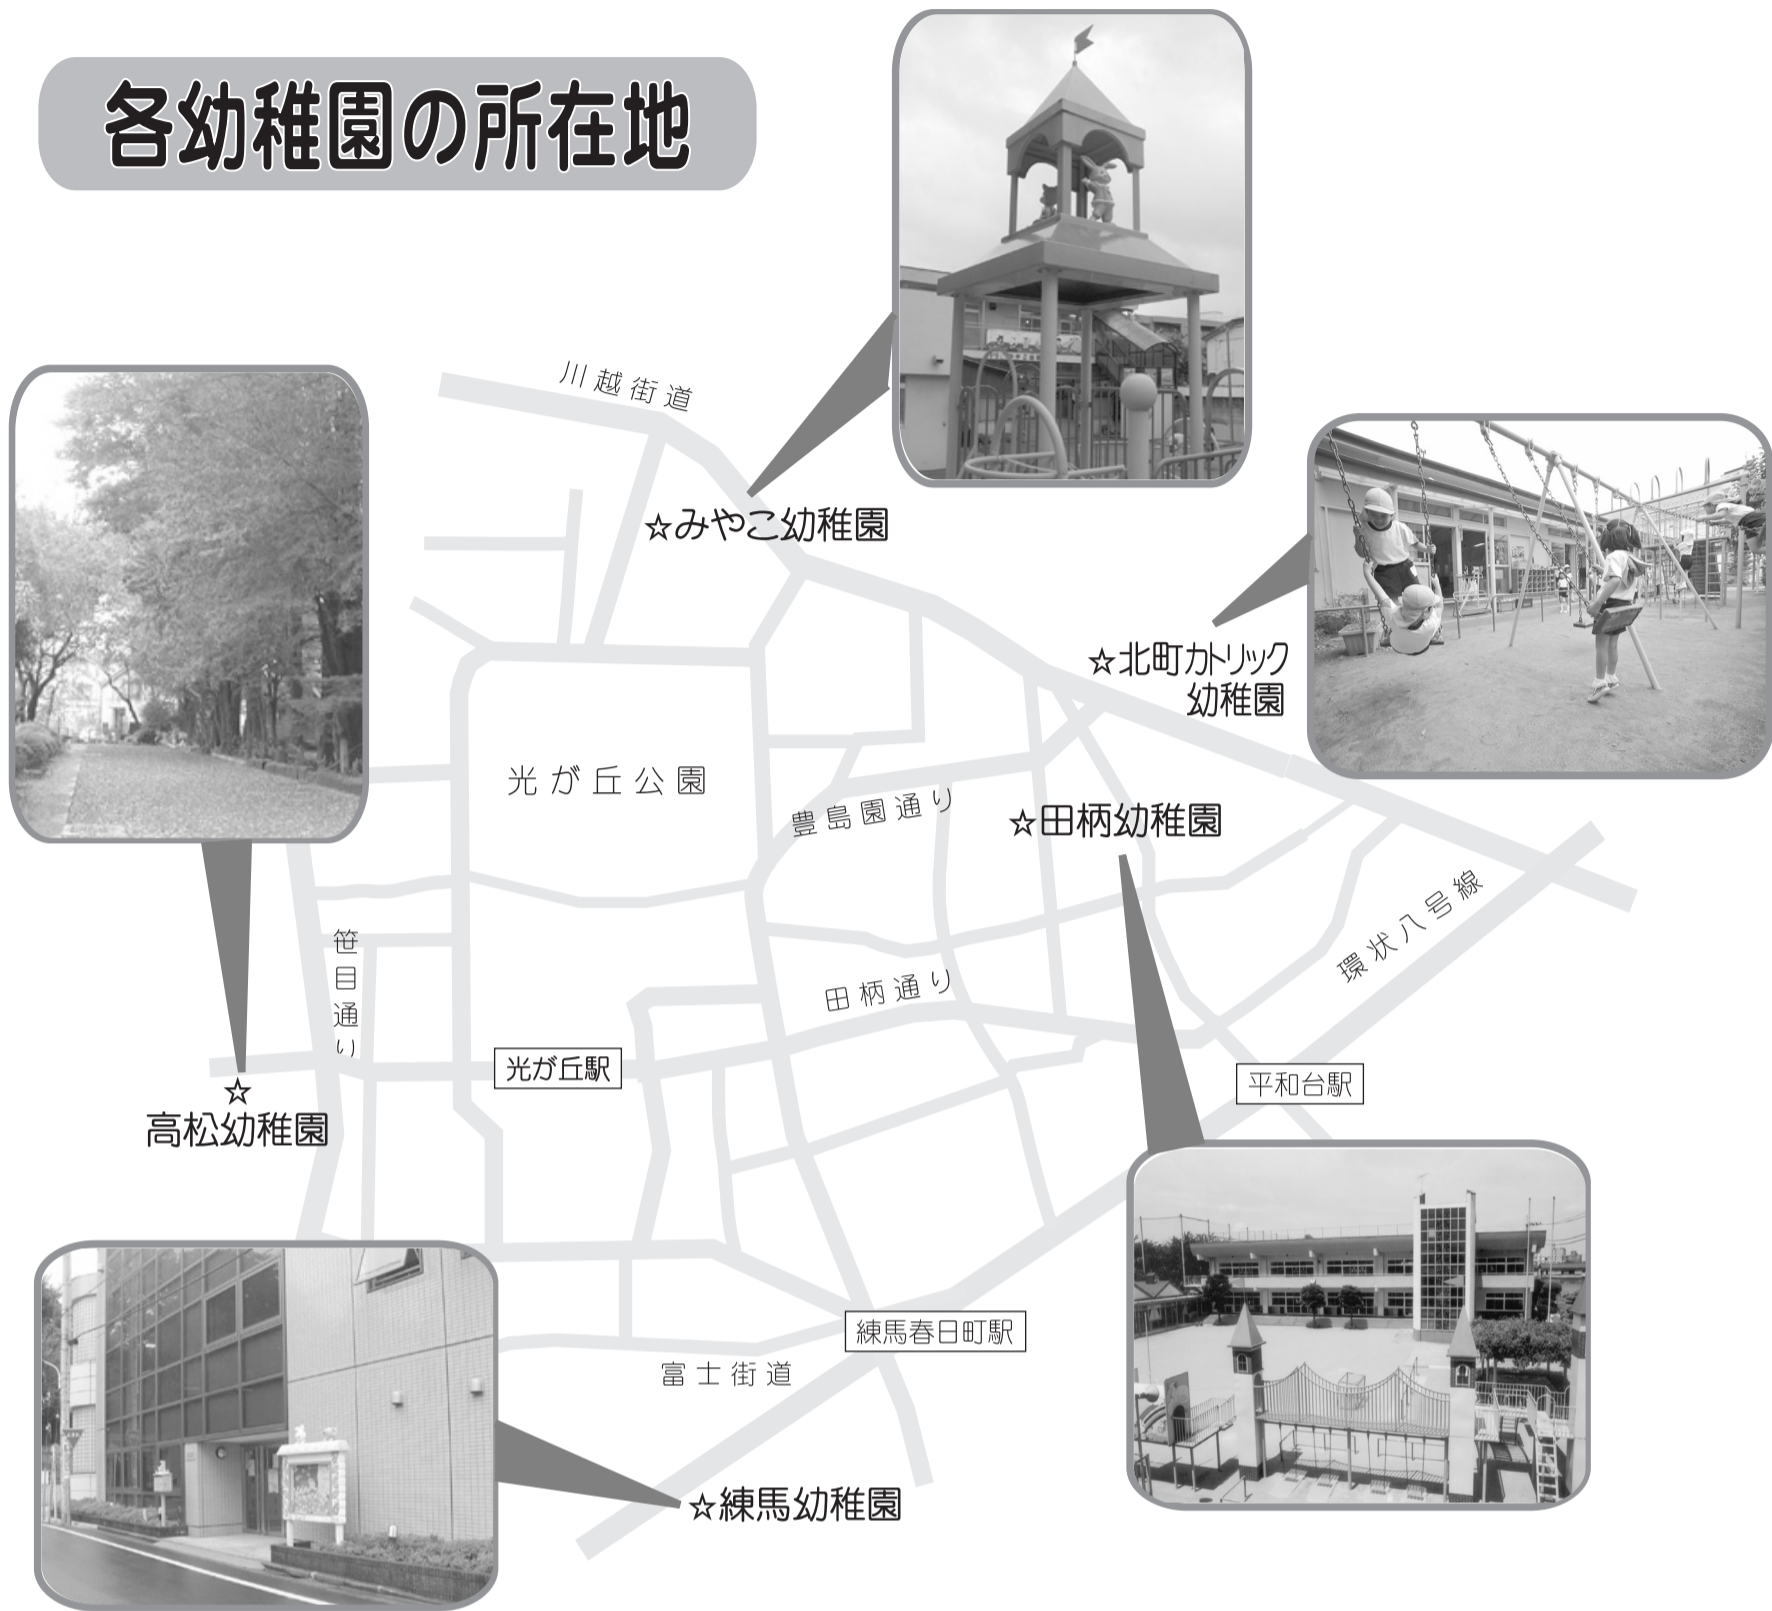 各幼稚園の所在地
川越街道
☆みやこ幼稚園
☆北町カトリック
幼稚園
光が丘公園
豊島園通り
☆田柄幼稚園
環状八号線
笹目通り
田柄通り
光が丘駅
平和台駅
☆
高松幼稚園
練馬春日町駅
富士街道
☆練馬幼稚園